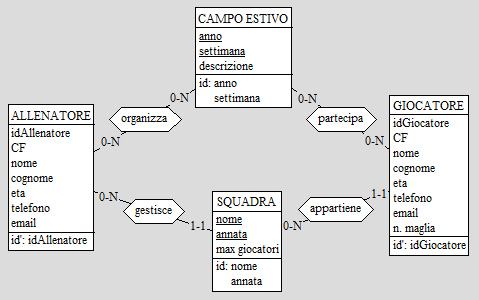 CAMPO ESTIVO
anno
settimana
descrizione
id: anno
settimana
0-N
0-N
organizza
partecipa
0-N
0-N
ALLENATORE
idAllenatore
CF
nome
cognome
eta
telefono
email
id': idAllenatore
GIOCATORE
idGiocatore
CF
nome
cognome
eta
telefono
email
n. maglia
id': idGiocatore
0-N
gestisce
1-1
SQUADRA
nome
annata
max giocatori
id: nome
annata
0-N
appartiene
1-1